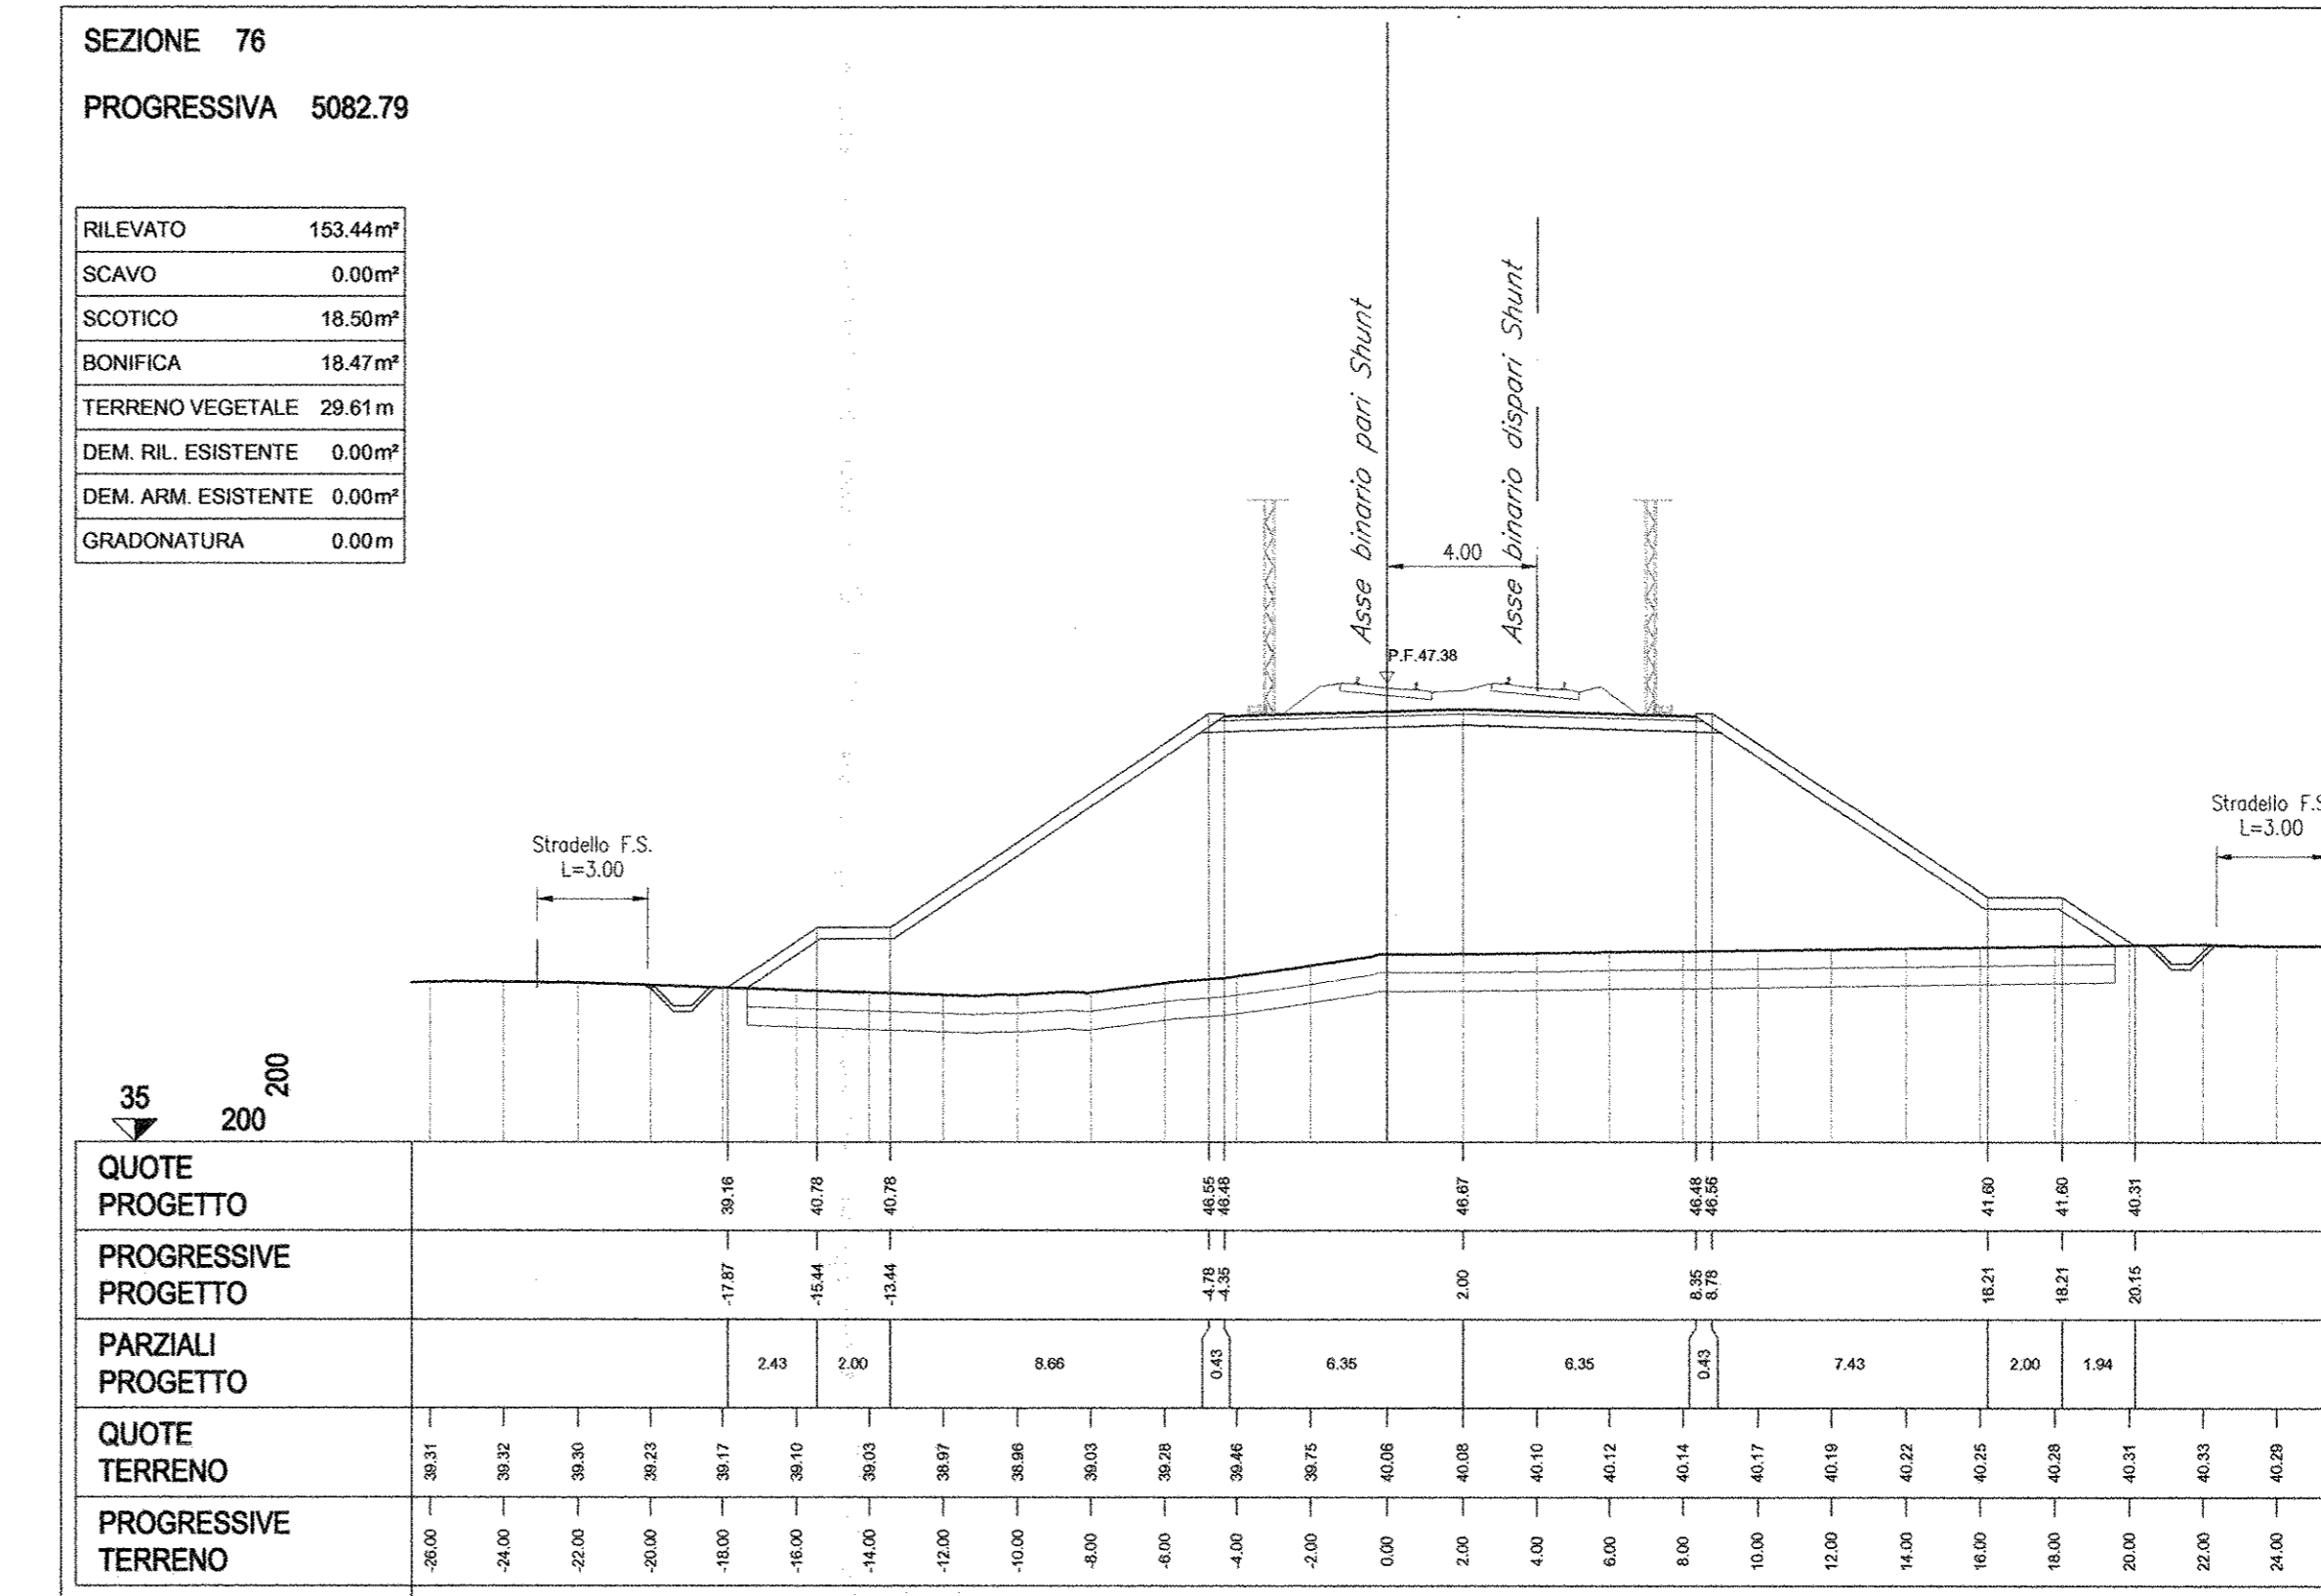 SEZIONE 76
PROGRESSIVA 5082.79
RILEVATO 153.44m²
SCAVO 0.00m²
SCOTICO 18.50m²
BONIFICA 18.47m²
TERRENO VEGETALE 29.61m
DEM. RIL. ESISTENTE 0.00m²
DEM. ARM. ESISTENTE 0.00m²
GRADONATURA 0.00m
Asse binario pari Shunt
Asse binario dispari Shunt
4.00
P.F.47.38
Stradello F.S.
L=3.00
Stradello F.S
L=3.00
35
200
200
QUOTE
PROGETTO
39.16 40.78 40.78 46.55 46.48 46.67 46.48 46.56 41.60 41.60 40.31
PROGRESSIVE
PROGETTO
-17.87 -15.44 -13.44 -4.78 -4.35 2.00 8.35 8.78 16.21 18.21 20.15
PARZIALI
PROGETTO
2.43 2.00 8.66 0.43 6.35 6.35 0.43 7.43 2.00 1.94
QUOTE
TERRENO
39.31 39.32 39.30 39.23 39.17 39.10 39.03 38.97 38.96 39.03 39.28 39.46 39.75 40.06 40.08 40.10 40.12 40.14 40.17 40.19 40.22 40.25 40.28 40.31 40.33 40.29
PROGRESSIVE
TERRENO
-26.00 -24.00 -22.00 -20.00 -18.00 -16.00 -14.00 -12.00 -10.00 -8.00 -6.00 -4.00 -2.00 0.00 2.00 4.00 6.00 8.00 10.00 12.00 14.00 16.00 18.00 20.00 22.00 24.00